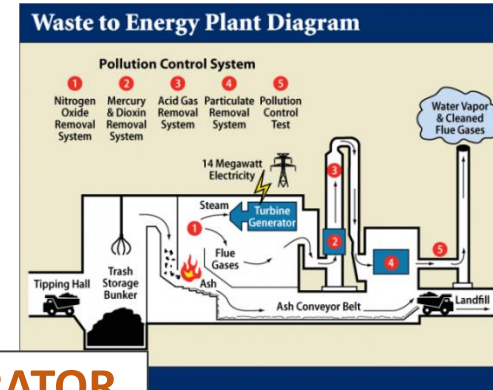 Waste to Energy Plant Diagram
Pollution Control System
1
2
3
4
5
Nitrogen
Oxide
Removal
System
Mercury
& Dioxin
Removal
System
Acid Gas
Removal
System
Particulate
Removal
System
Pollution
Control
Test
Water Vapor
& Cleaned
Flue Gases
14 Megawatt
Electricity
3
Steam
Turbine
Generator
1
2
Flue
Gases
4
5
Tipping Hall
Trash
Storage
Bunker
Ash
Ash Conveyor Belt
Landfill
RATOR